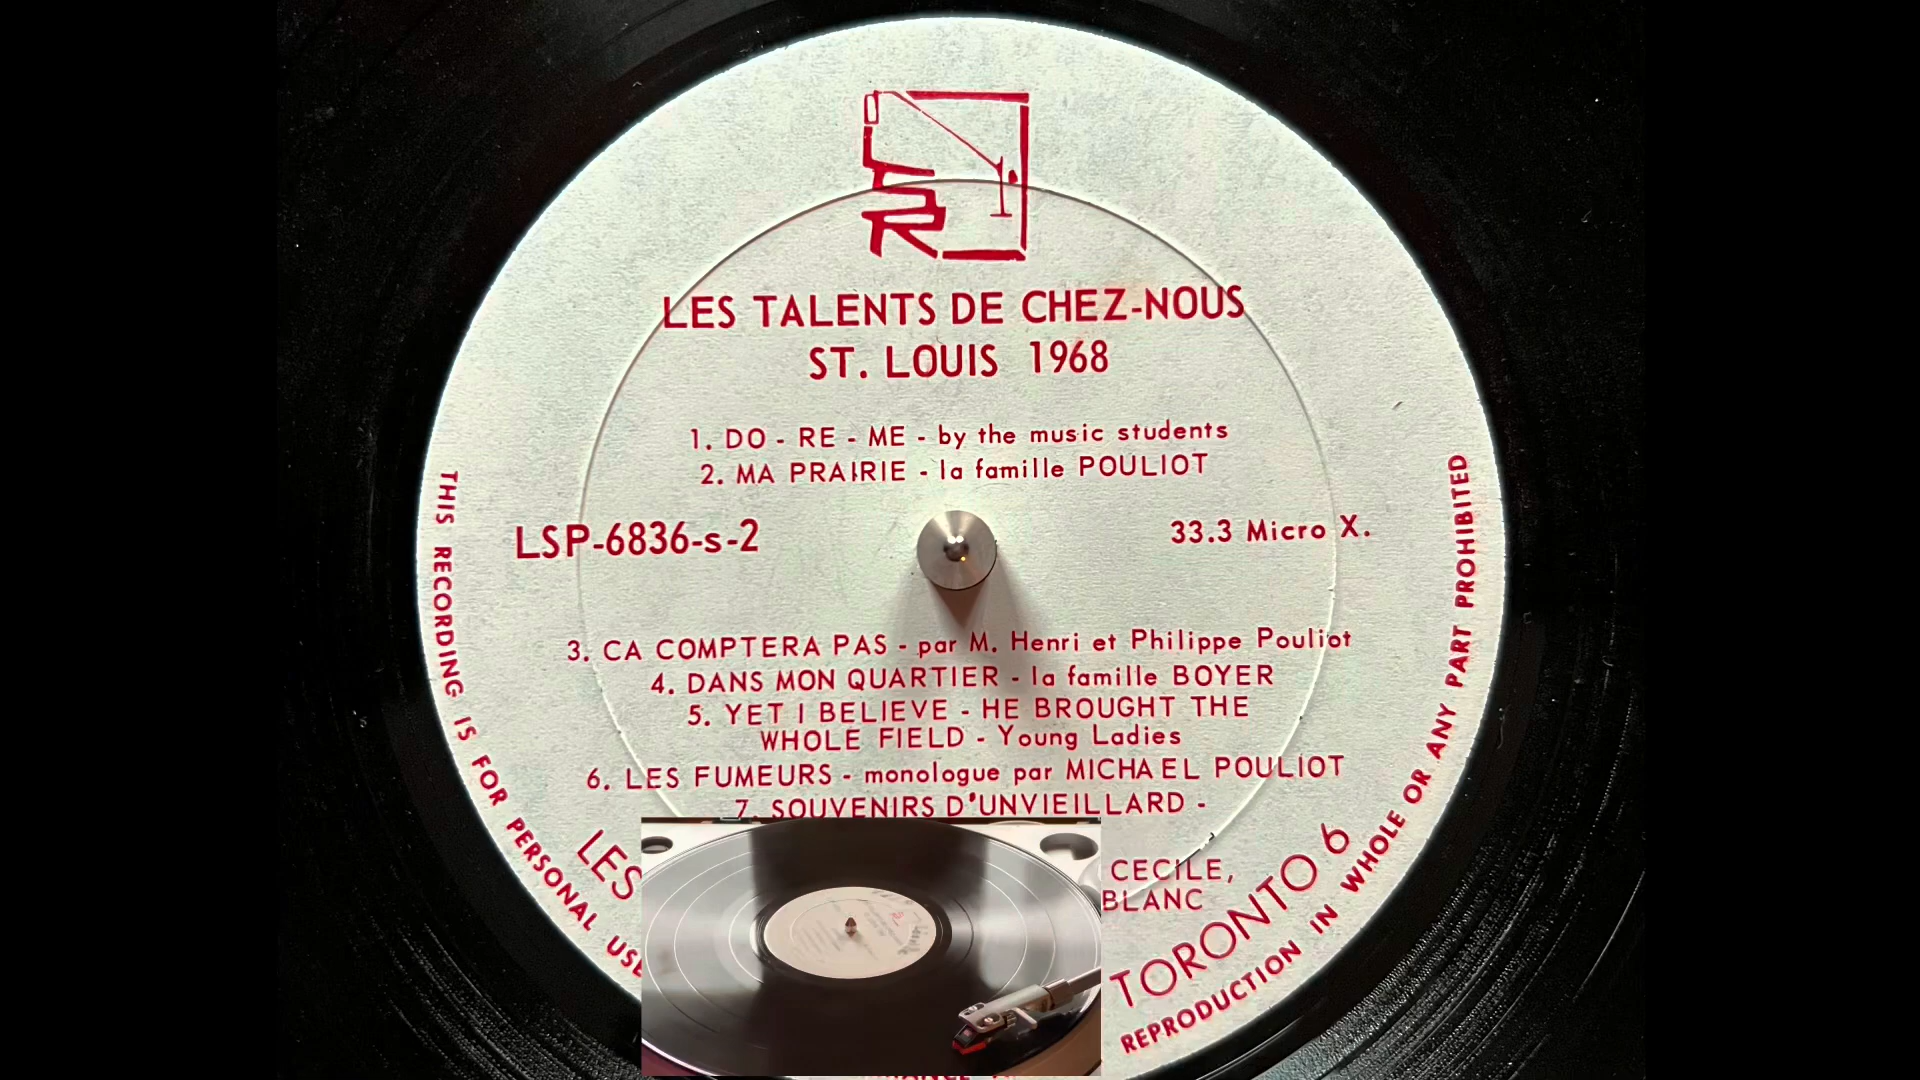 LES TALENTS DE CHEZ-NOUS
ST. LOUIS 1968
1. DO - RE - ME - by the music students
2. MA PRAIRIE - la famille POULIOT
LSP-6836-s-2
33.3 Micro X.
3. CA COMPTERA PAS - par M. Henri et Philippe Pouliot
4. DANS MON QUARTIER - la famille BOYER
5. YET I BELIEVE - HE BROUGHT THE
WHOLE FIELD - Young Ladies
6. LES FUMEURS - monologue par MICHAEL POULIOT
7. SOUVENIRS D'UNVIEILLARD -
CECILE,
BLANC
LES
TORONTO 6
THIS RECORDING IS FOR PERSONAL USE
REPRODUCTION IN WHOLE OR ANY PART PROHIBITED